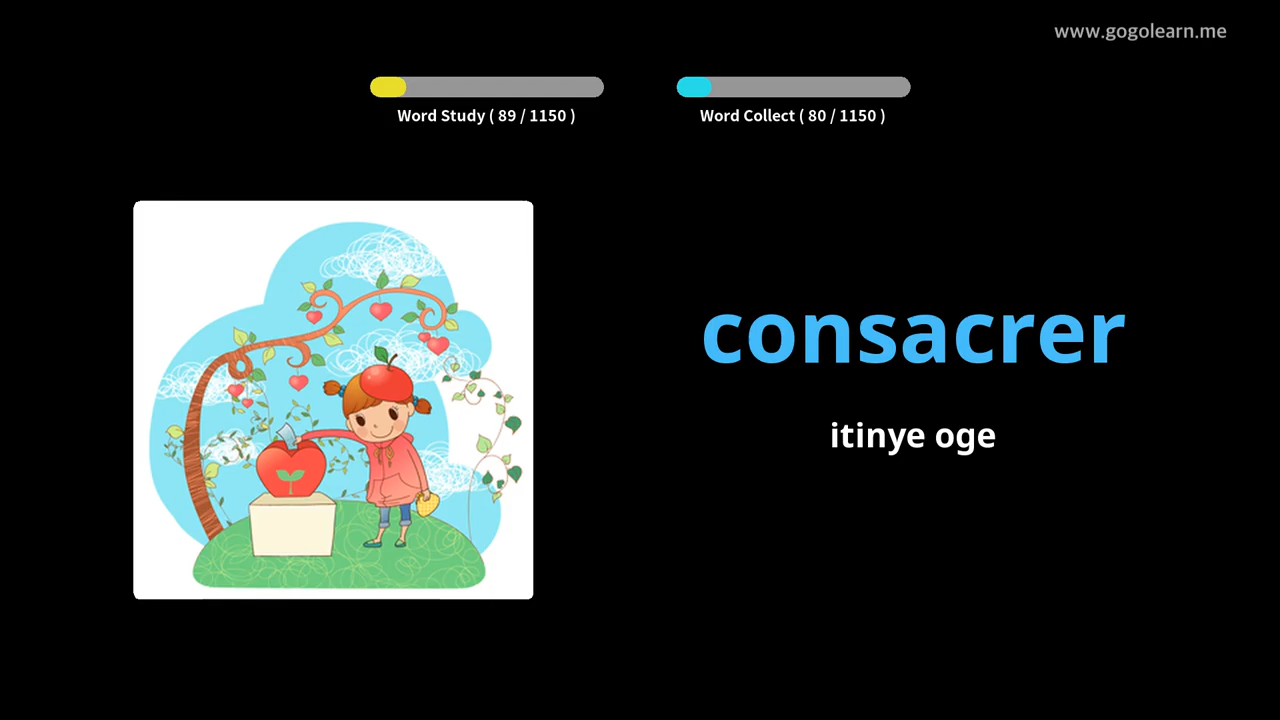 www.gogolearn.me
Word Study ( 89 / 1150 )
Word Collect ( 80 / 1150 )
consacrer
itinye oge